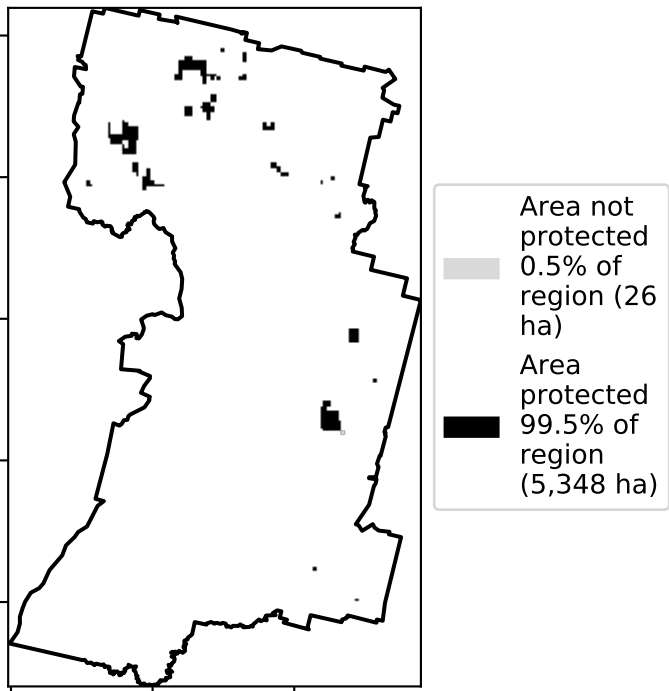 Area not
protected
0.5% of
region (26
ha)
Area
protected
99.5% of
region
(5,348 ha)